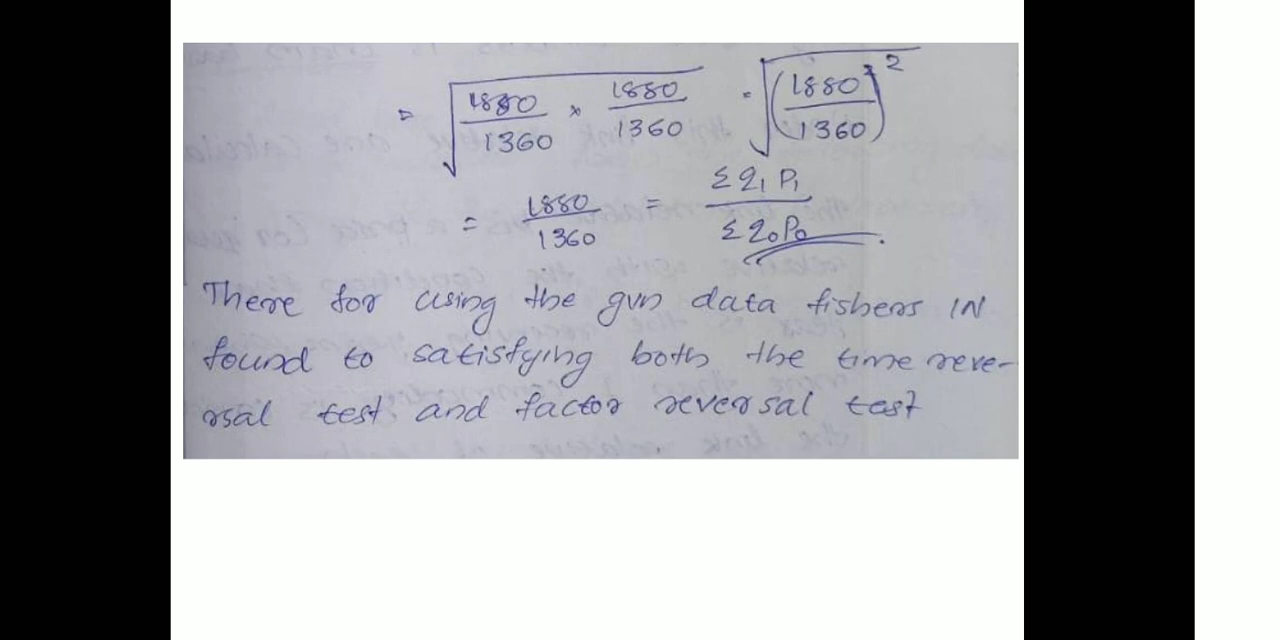 = √(1880/1360 × 1880/1360) = √(1880/1360)²
= 1880/1360 = Σq₁P₁/Σq₀P₀.
There for using the gvn data fishers IN
found to satisfying both the time reve-
rsal test and factor reversal test